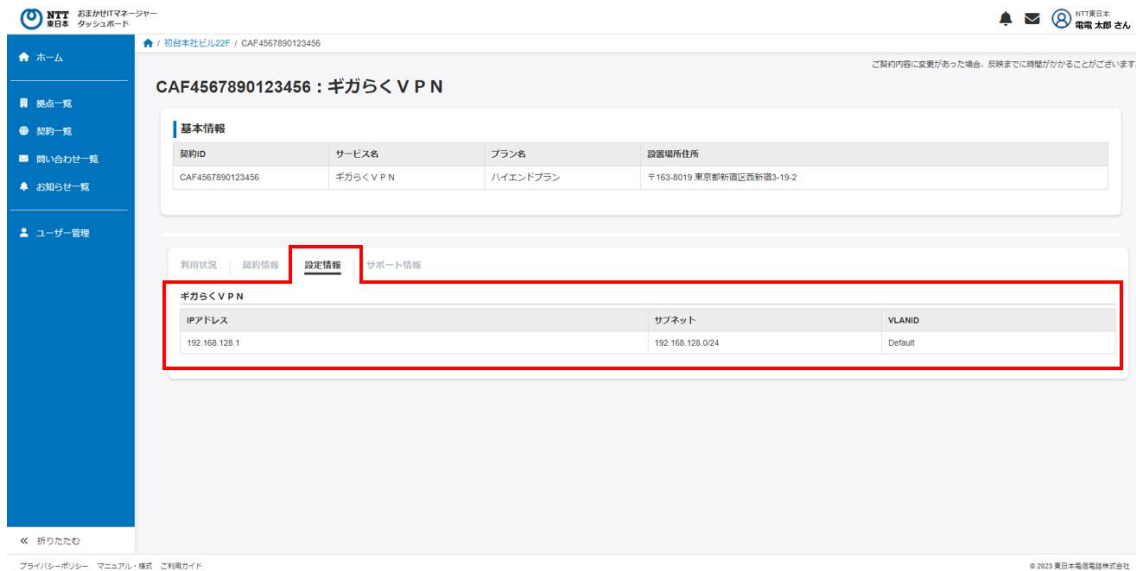 NTT 東日本 おまかせITマネージャー ダッシュボード
NTT東日本
電電 太郎 さん
ホーム
拠点一覧
契約一覧
問い合わせ一覧
お知らせ一覧
ユーザー管理
折りたたむ
/ 初台本社ビル22F / CAF4567890123456
ご契約内容に変更があった場合、反映までに時間がかかることがございます
CAF4567890123456：ギガらくＶＰＮ
基本情報
契約ID サービス名 プラン名 設置場所住所
CAF4567890123456 ギガらくＶＰＮ ハイエンドプラン 〒163-8019 東京都新宿区西新宿3-19-2
利用状況 契約情報 設定情報 サポート情報
ギガらくＶＰＮ
IPアドレス サブネット VLANID
192.168.128.1 192.168.128.0/24 Default
プライバシーポリシー マニュアル・様式 ご利用ガイド
© 2023 東日本電信電話株式会社